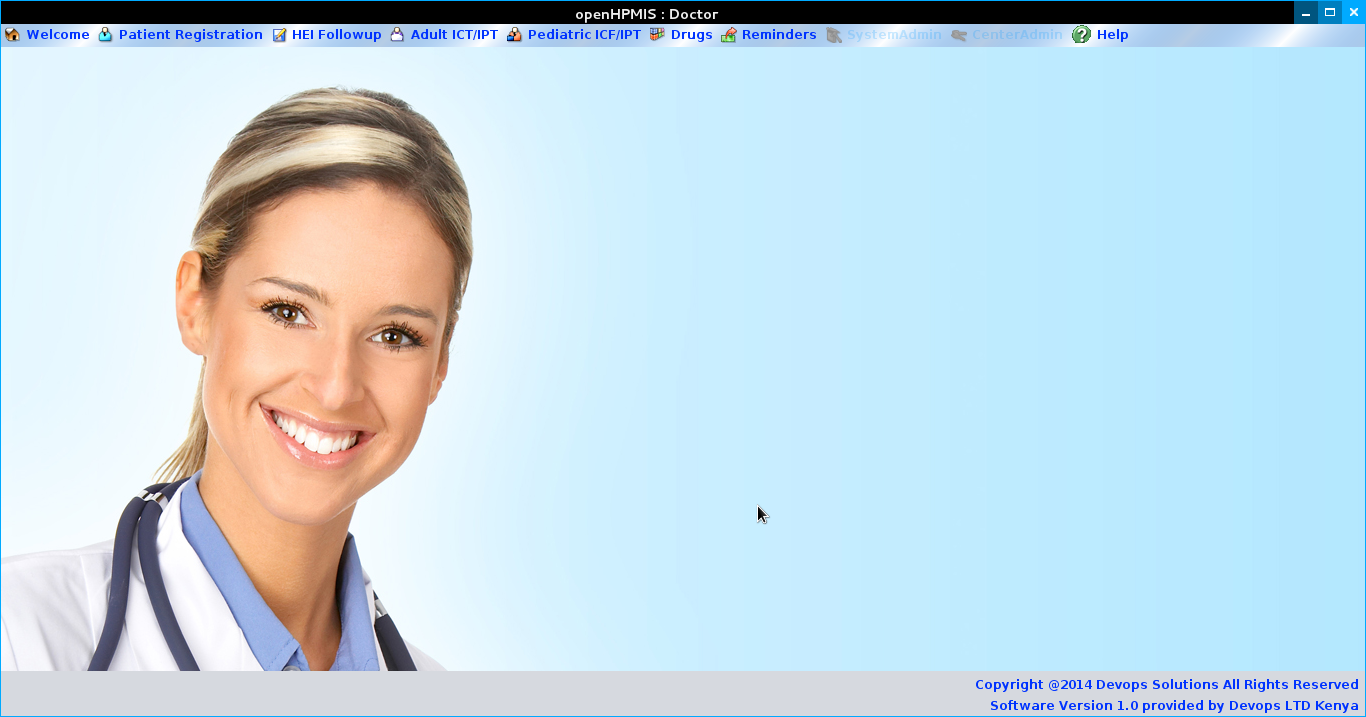 openHPMIS : Doctor
Welcome Patient Registration HEI Followup Adult ICT/IPT Pediatric ICF/IPT Drugs Reminders SystemAdmin CenterAdmin Help
Copyright @2014 Devops Solutions All Rights Reserved
Software Version 1.0 provided by Devops LTD Kenya